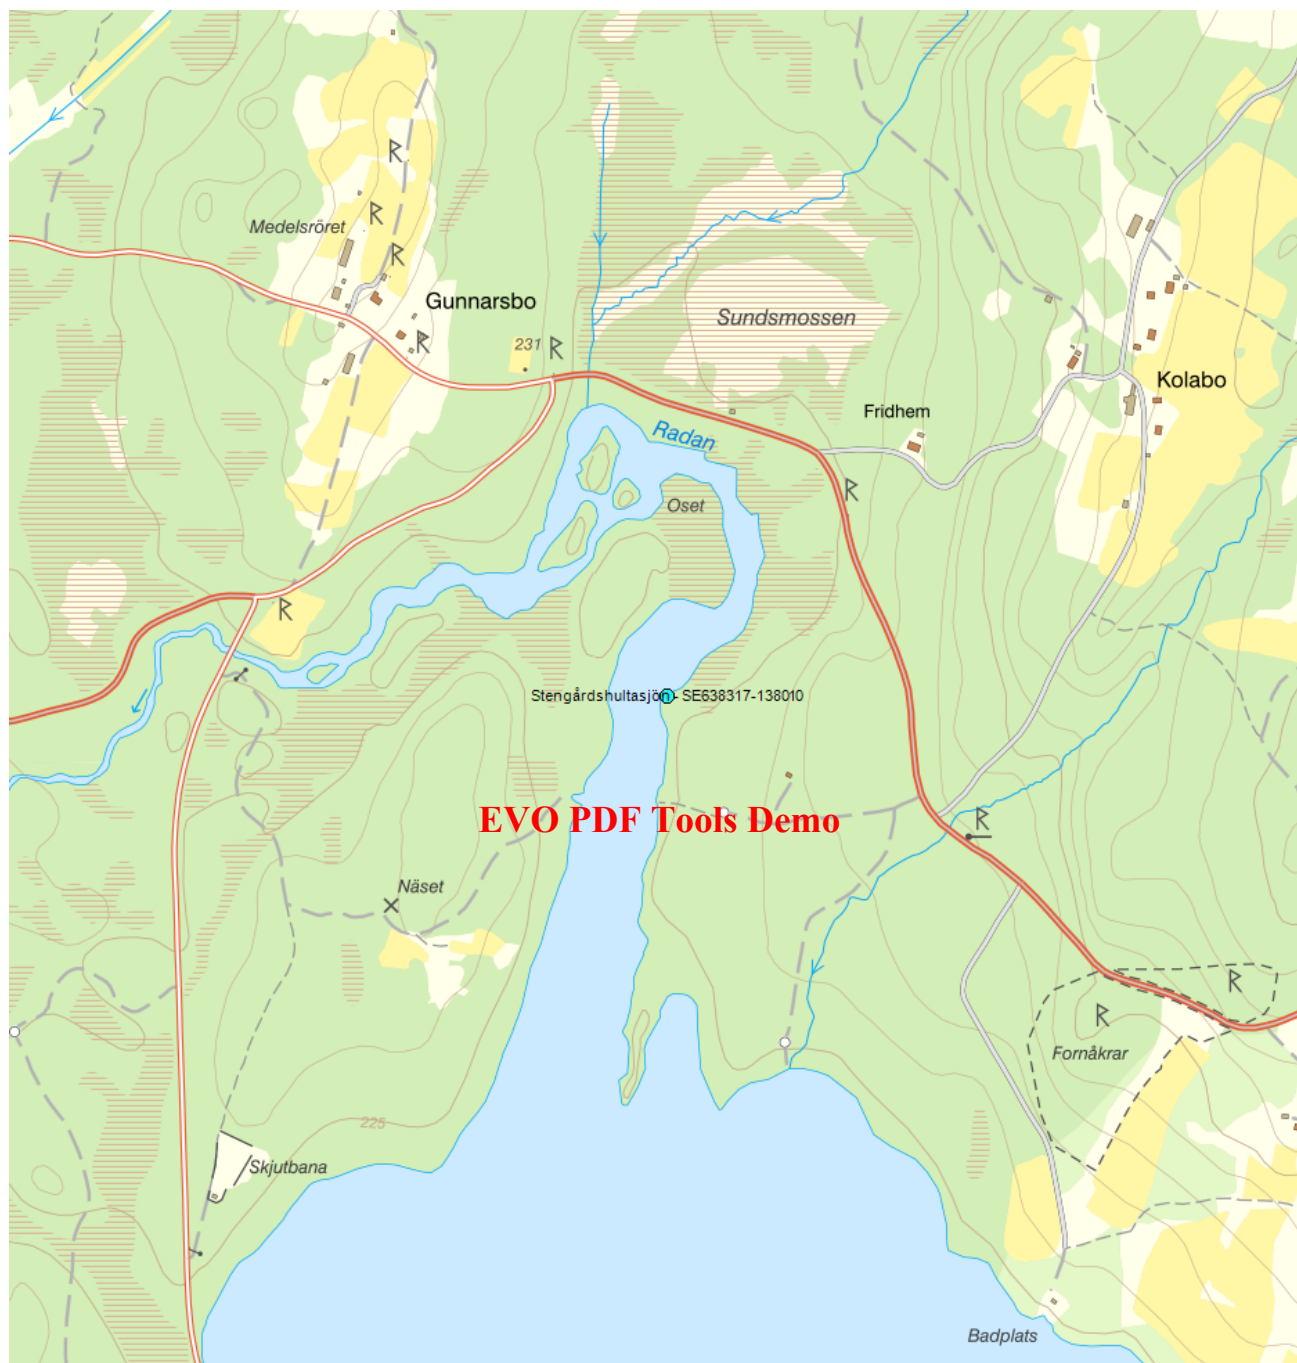 Medelsröret
Gunnarsbo
231
Sundsmossen
Kolabo
Fridhem
Radan
Oset
Stengårdshultasjön - SE638317-138010
EVO PDF Tools Demo
Näset
Fornåkrar
225
Skjutbana
Badplats